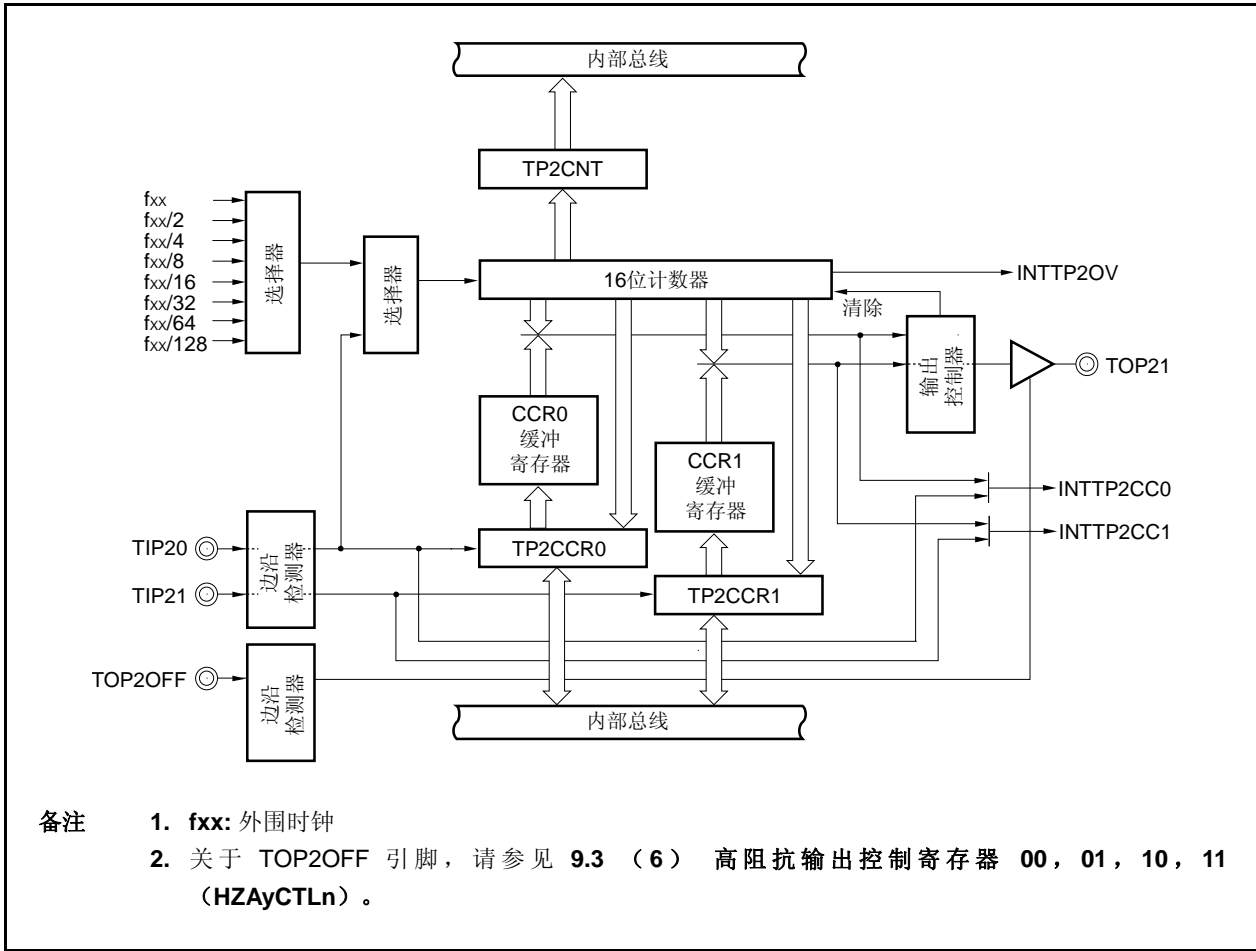 内部总线
TP2CNT
fxx
fxx/2
fxx/4
fxx/8
fxx/16
fxx/32
fxx/64
fxx/128
选择器
选择器
16位计数器
INTTP2OV
清除
输出
控制器
TOP21
CCR0
缓冲
寄存器
CCR1
缓冲
寄存器
INTTP2CC0
INTTP2CC1
TIP20
TIP21
边沿
检测器
TP2CCR0
TP2CCR1
TOP2OFF
边沿
检测器
内部总线
备注 1. fxx: 外围时钟
2. 关于 TOP2OFF 引脚，请参见 9.3 （6） 高阻抗输出控制寄存器 00，01，10，11
（HZAyCTLn）。